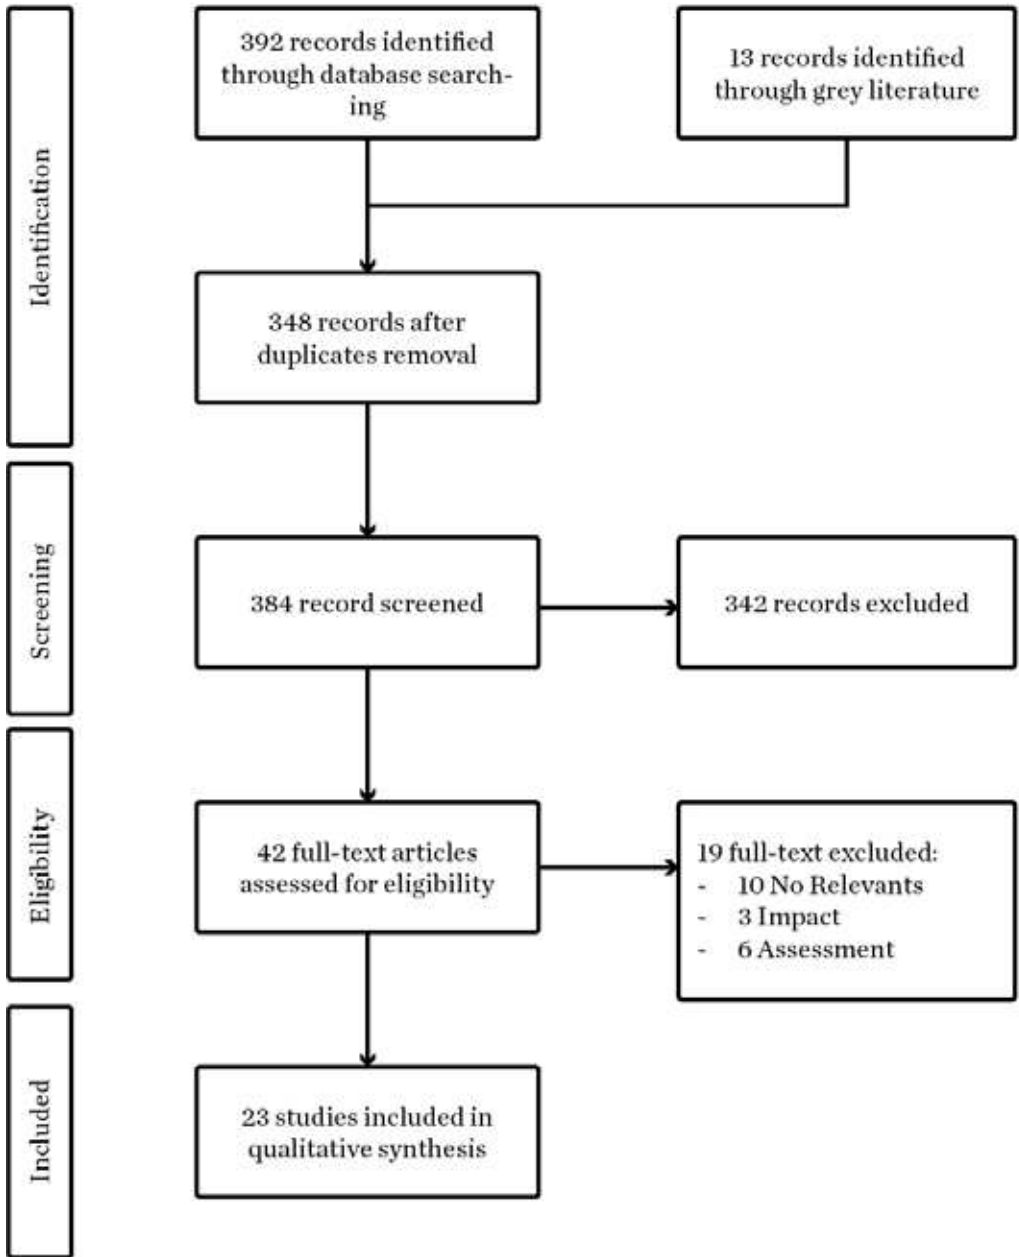 Identification
392 records identified
through database search-
ing
13 records identified
through grey literature
348 records after
duplicates removal
Screening
384 record screened
342 records excluded
Eligibility
42 full-text articles
assessed for eligibility
19 full-text excluded:
- 10 No Relevants
- 3 Impact
- 6 Assessment
Included
23 studies included in
qualitative synthesis